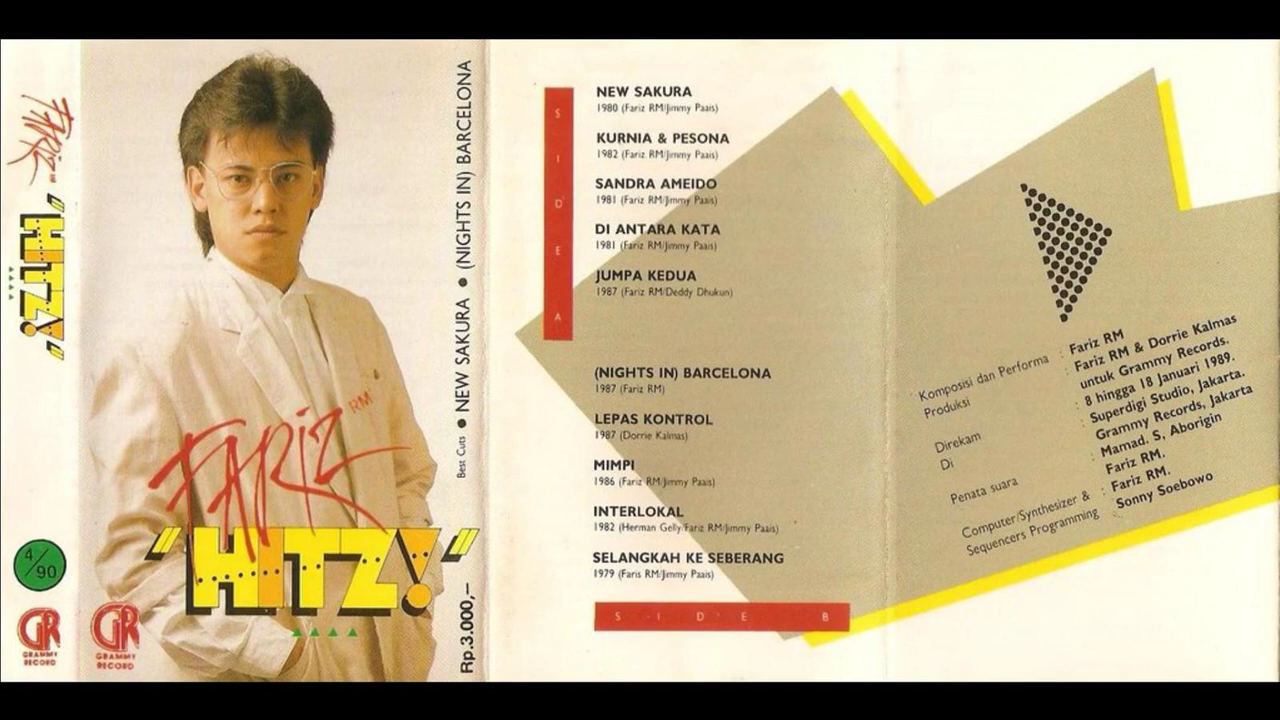 FARIZ RM
"HITZ!"
4/90
GR
GRAMMY
RECORD
FARIZ RM
"HITZ!"
GR
GRAMMY
RECORD
Best Cuts ● NEW SAKURA ● (NIGHTS IN) BARCELONA
Rp.3.000,-
SIDE A
NEW SAKURA
1980 (Fariz RM/Jimmy Paais)
KURNIA & PESONA
1982 (Fariz RM/Jimmy Paais)
SANDRA AMEIDO
1981 (Fariz RM/Jimmy Paais)
DI ANTARA KATA
1981 (Fariz RM/Jimmy Paais)
JUMPA KEDUA
1987 (Fariz RM/Deddy Dhukun)
(NIGHTS IN) BARCELONA
1987 (Fariz RM)
LEPAS KONTROL
1987 (Dorrie Kalmas)
MIMPI
1986 (Fariz RM/Jimmy Paais)
INTERLOKAL
1982 (Herman Gelly/Fariz RM/Jimmy Paais)
SELANGKAH KE SEBERANG
1979 (Faris RM/Jimmy Paais)
SIDE B
Komposisi dan Performa : Fariz RM
Produksi : Fariz RM & Dorrie Kalmas
untuk Grammy Records.
Direkam : 8 hingga 18 Januari 1989.
Di : Superdigi Studio, Jakarta.
Grammy Records, Jakarta
Penata suara : Mamad. S, Aborigin
Fariz RM.
Computer/Synthesizer & : Fariz RM.
Sequencers Programming : Sonny Soebowo